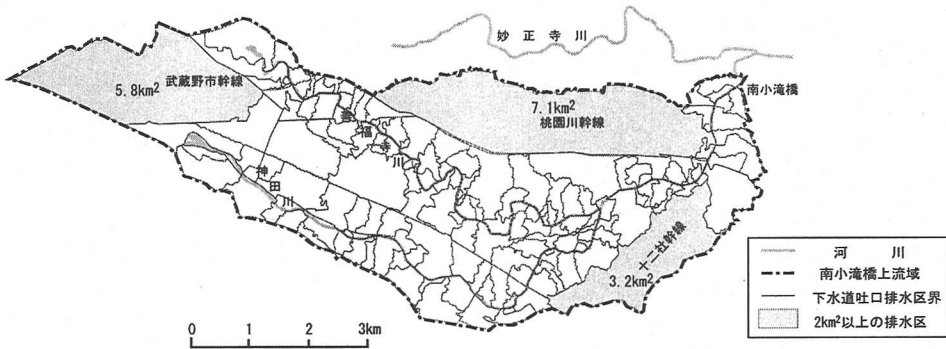 妙正寺川
武蔵野市幹線
5.8km²
7.1km²
桃園川幹線
南小滝橋
善福寺川
神田川
十二社幹線
3.2km²
0 1 2 3km
河川
南小滝橋上流域
下水道吐口排水区界
2km²以上の排水区